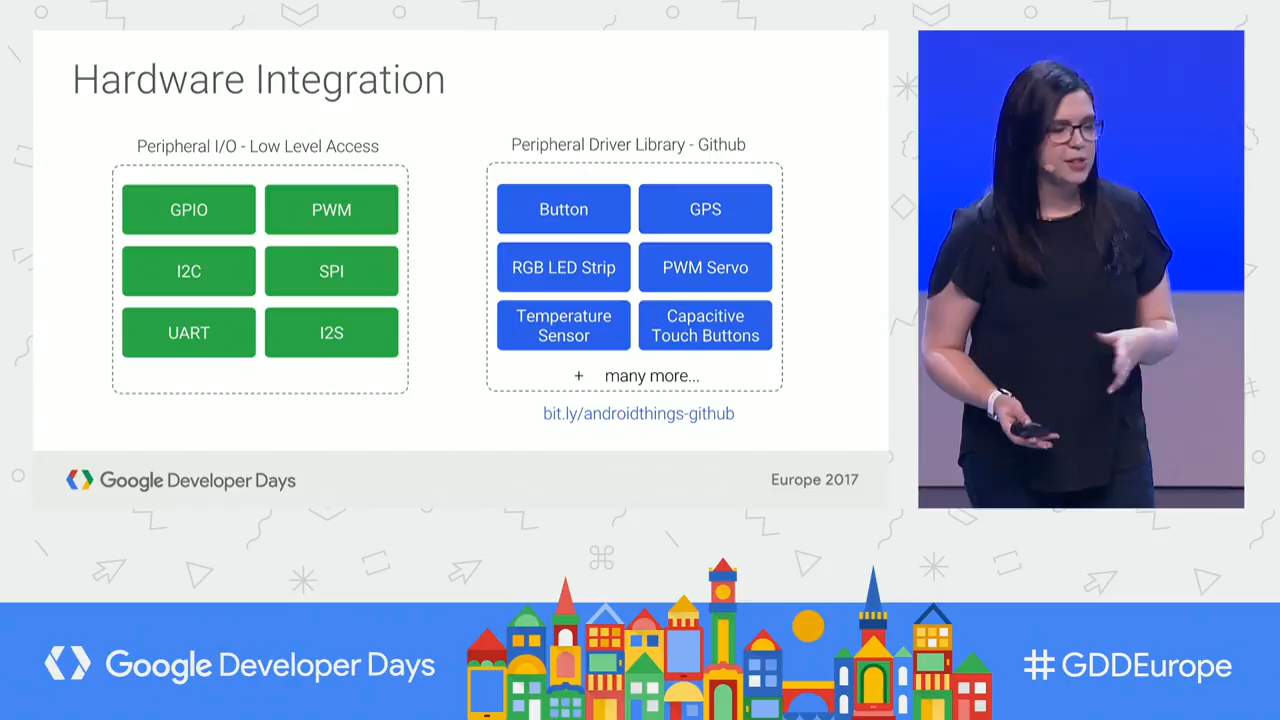 Hardware Integration
Peripheral I/O - Low Level Access
GPIO
PWM
I2C
SPI
UART
I2S
Peripheral Driver Library - Github
Button
GPS
RGB LED Strip
PWM Servo
Temperature
Sensor
Capacitive
Touch Buttons
+ many more...
bit.ly/androidthings-github
Google Developer Days
Europe 2017
Google Developer Days
#GDDEurope